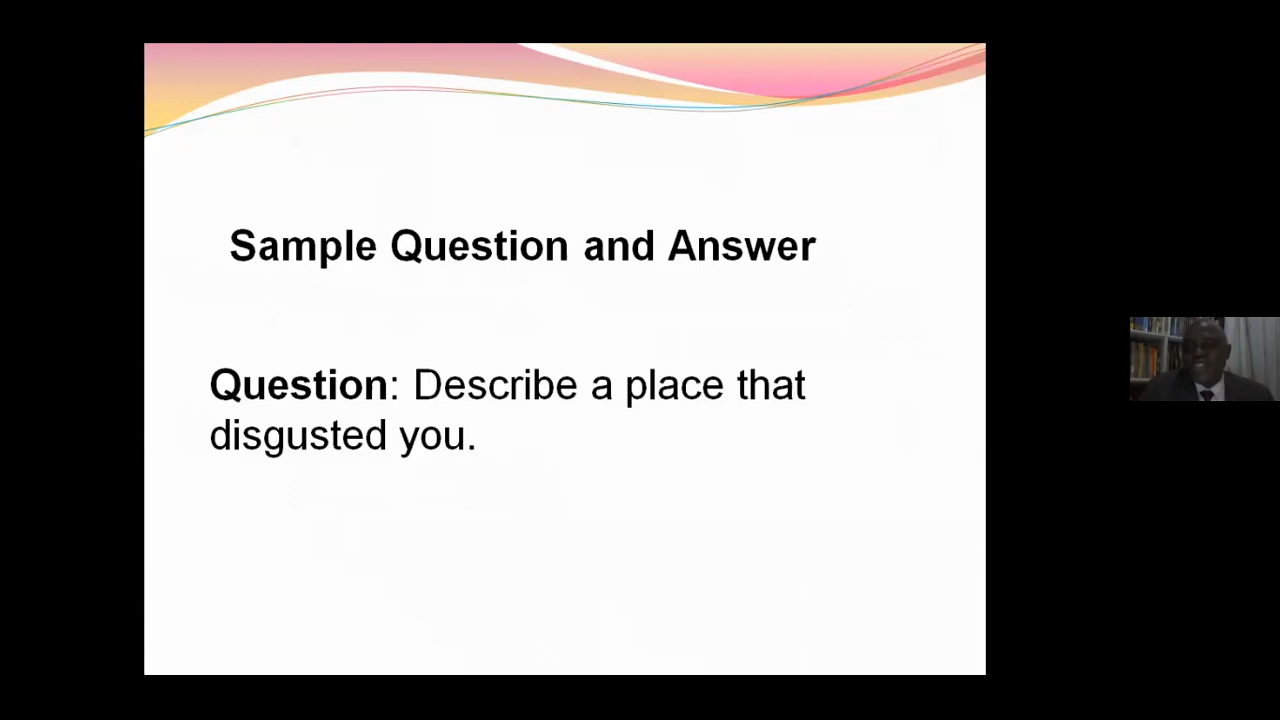 Sample Question and Answer
Question: Describe a place that
disgusted you.